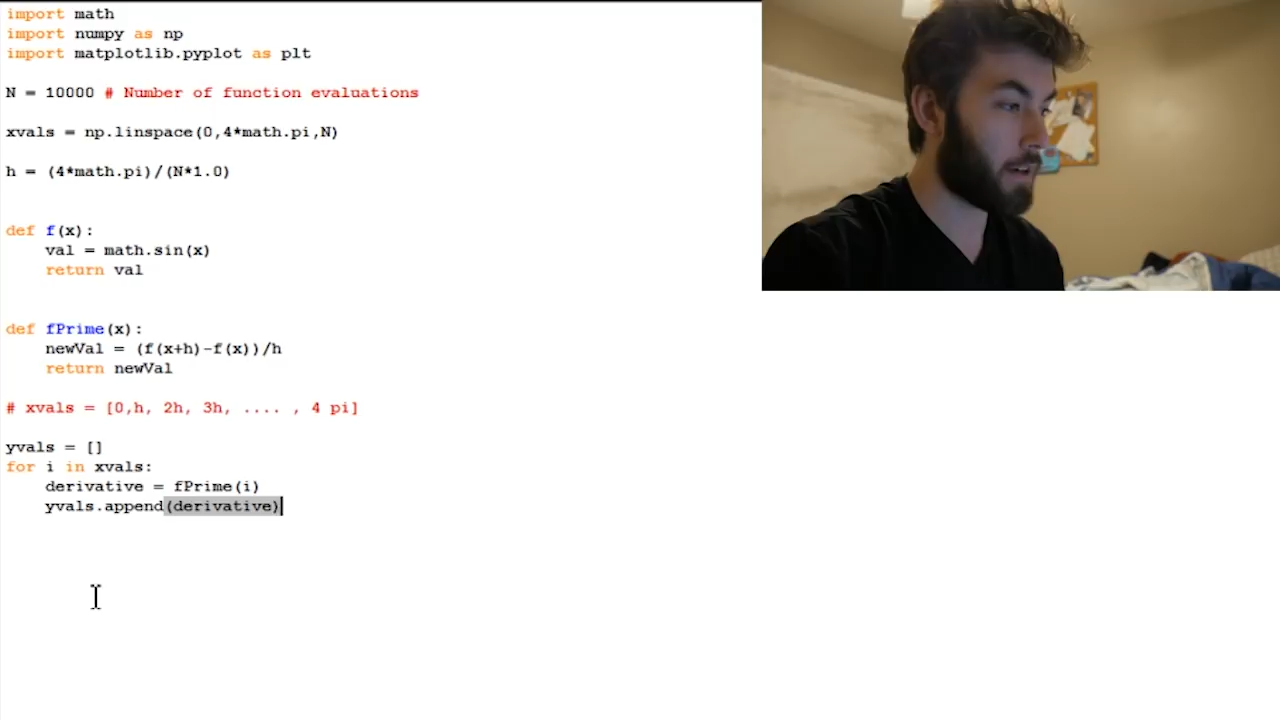 import math
import numpy as np
import matplotlib.pyplot as plt
N = 10000 # Number of function evaluations
xvals = np.linspace(0,4*math.pi,N)
h = (4*math.pi)/(N*1.0)
def f(x):
    val = math.sin(x)
    return val
def fPrime(x):
    newVal = (f(x+h)-f(x))/h
    return newVal
# xvals = [0,h, 2h, 3h, .... , 4 pi]
yvals = []
for i in xvals:
    derivative = fPrime(i)
    yvals.append(derivative)